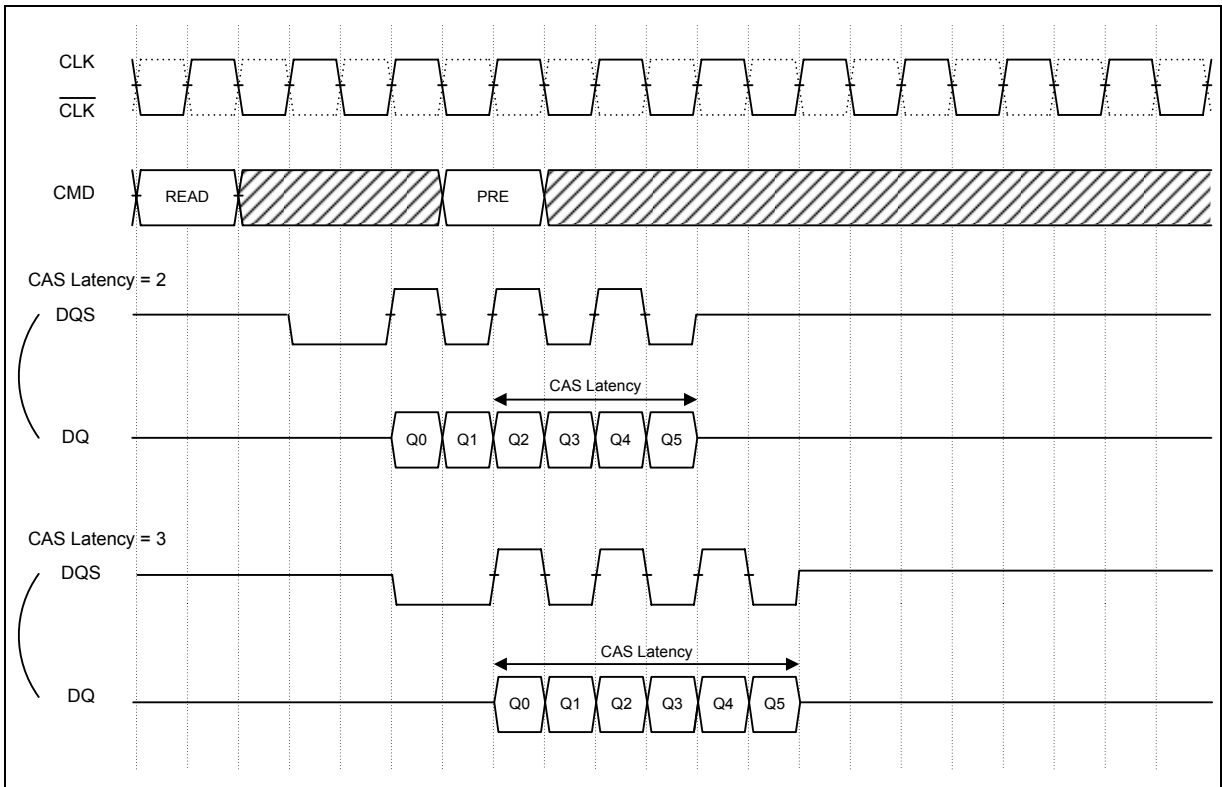 CLK
CLK
CMD
READ
PRE
CAS Latency = 2
DQS
CAS Latency
DQ
Q0
Q1
Q2
Q3
Q4
Q5
CAS Latency = 3
DQS
CAS Latency
DQ
Q0
Q1
Q2
Q3
Q4
Q5